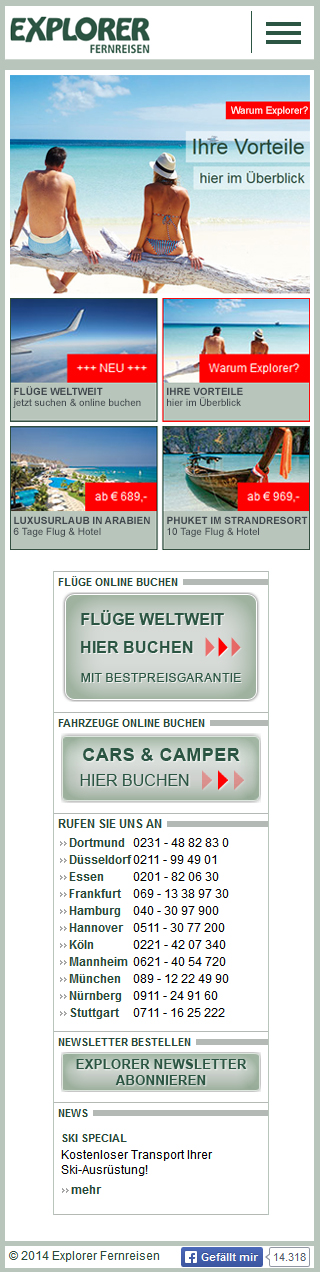 EXPLORER
FERNREISEN
Warum Explorer?
Ihre Vorteile
hier im Überblick
+++ NEU +++
FLÜGE WELTWEIT
jetzt suchen & online buchen
Warum Explorer?
IHRE VORTEILE
hier im Überblick
ab € 689,-
LUXUSURLAUB IN ARABIEN
6 Tage Flug & Hotel
ab € 969,-
PHUKET IM STRANDRESORT
10 Tage Flug & Hotel
FLÜGE ONLINE BUCHEN
FLÜGE WELTWEIT
HIER BUCHEN
MIT BESTPREISGARANTIE
FAHRZEUGE ONLINE BUCHEN
CARS & CAMPER
HIER BUCHEN
RUFEN SIE UNS AN
Dortmund 0231 - 48 82 83 0
Düsseldorf 0211 - 99 49 01
Essen 0201 - 82 06 30
Frankfurt 069 - 13 38 97 30
Hamburg 040 - 30 97 900
Hannover 0511 - 30 77 200
Köln 0221 - 42 07 340
Mannheim 0621 - 40 54 720
München 089 - 12 22 49 90
Nürnberg 0911 - 24 91 60
Stuttgart 0711 - 16 25 222
NEWSLETTER BESTELLEN
EXPLORER NEWSLETTER
ABONNIEREN
NEWS
SKI SPECIAL
Kostenloser Transport Ihrer
Ski-Ausrüstung!
mehr
© 2014 Explorer Fernreisen
Gefällt mir 14.318